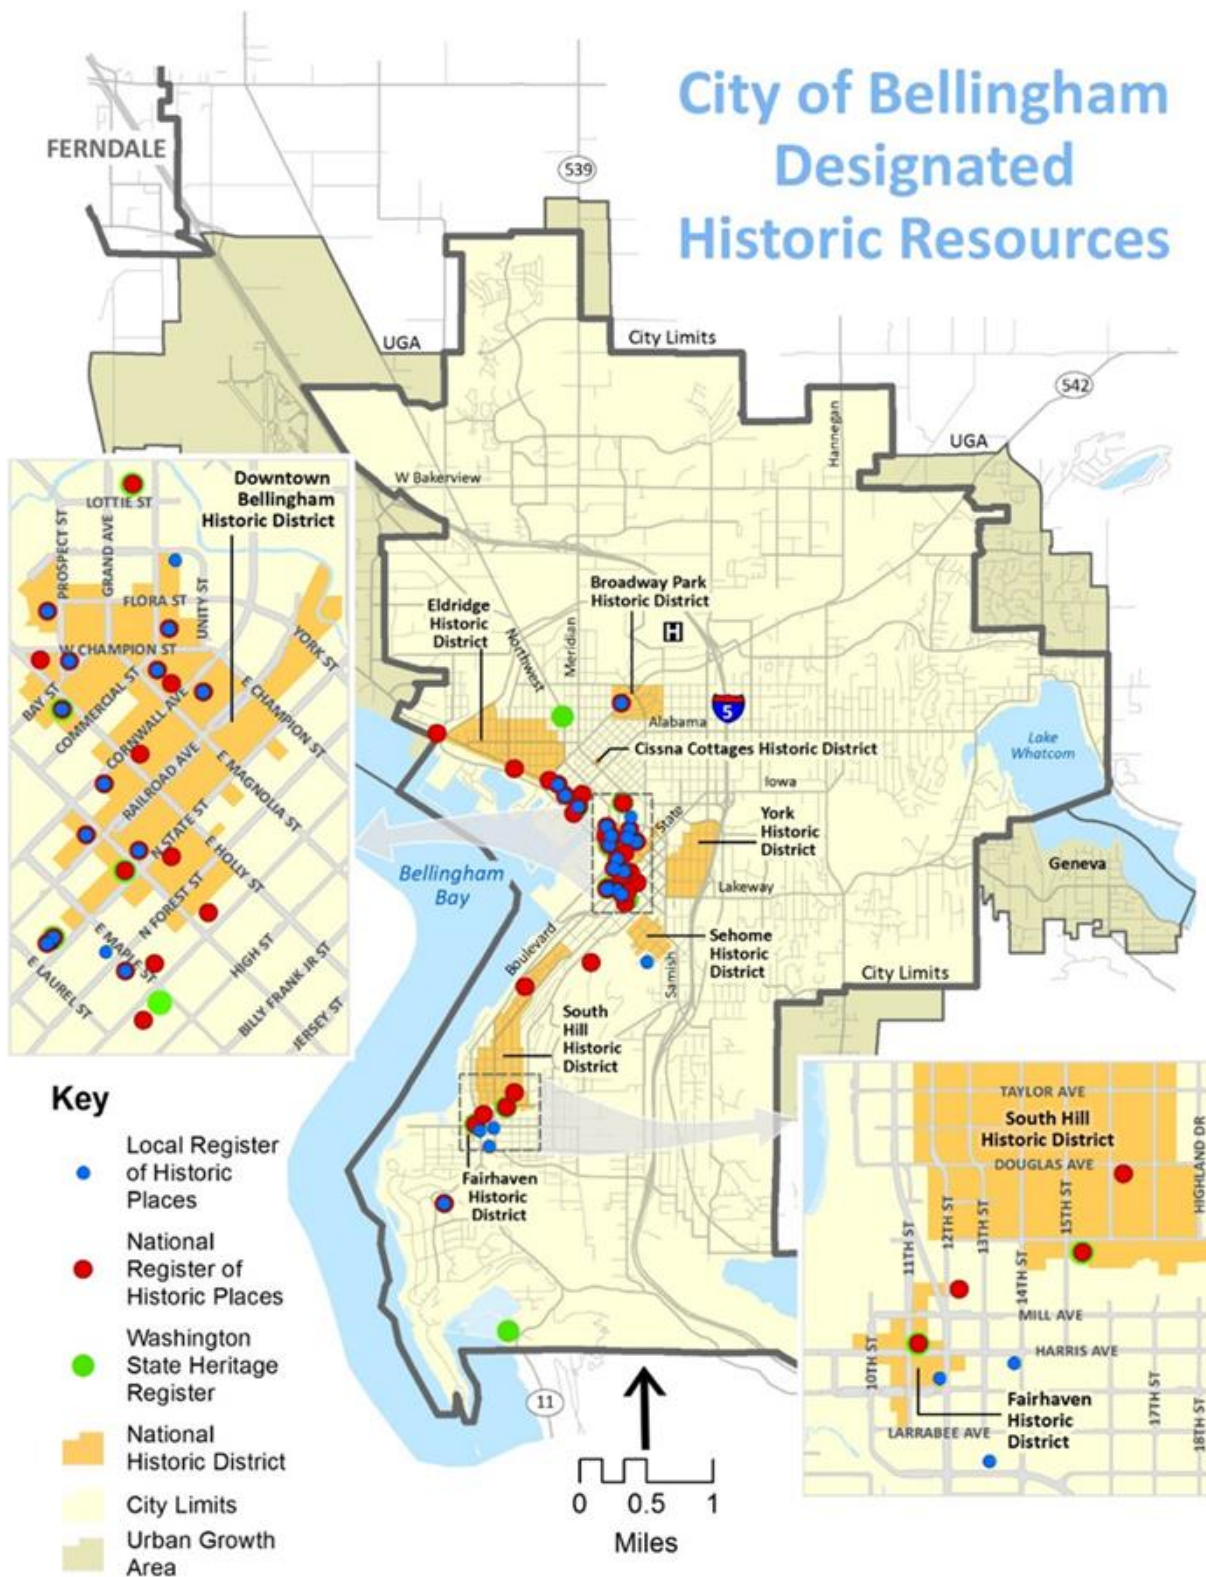 City of Bellingham
Designated
Historic Resources
FERNDALE
539
UGA
City Limits
542
Hannegan
UGA
W Bakerview
Broadway Park
Historic District
Eldridge
Historic
District
Northwest
Meridian
H
5
Alabama
Cissna Cottages Historic District
Lake
Whatcom
Iowa
State
York
Historic
District
Geneva
Bellingham
Bay
Lakeway
Boulevard
Sehome
Historic
District
Samish
City Limits
South
Hill
Historic
District
Fairhaven
Historic
District
11
Downtown
Bellingham
Historic District
LOTTIE ST
PROSPECT ST
GRAND AVE
FLORA ST
UNITY ST
W CHAMPION ST
YORK ST
BAY ST
COMMERCIAL ST
CORNWALL AVE
E CHAMPION ST
RAILROAD AVE
E MAGNOLIA ST
N STATE ST
E HOLLY ST
N FOREST ST
E MAPLE ST
HIGH ST
E LAUREL ST
BILLY FRANK JR ST
JERSEY ST
TAYLOR AVE
South Hill
Historic District
DOUGLAS AVE
HIGHLAND DR
11TH ST
12TH ST
13TH ST
14TH ST
15TH ST
MILL AVE
HARRIS AVE
10TH ST
Fairhaven
Historic
District
LARRABEE AVE
17TH ST
18TH ST
Key
Local Register
of Historic
Places
National
Register of
Historic Places
Washington
State Heritage
Register
National
Historic District
City Limits
Urban Growth
Area
0 0.5 1
Miles